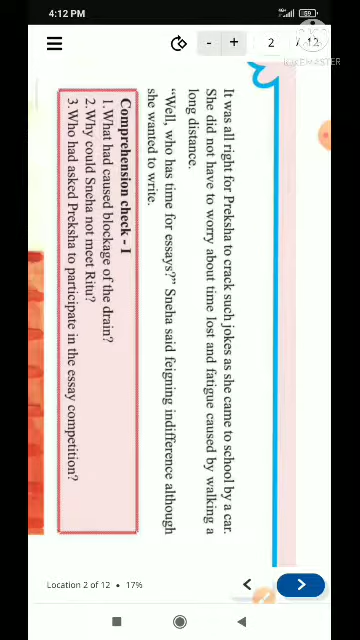 4:12 PM
2 / 12
JOKEMASTER
It was all right for Preksha to crack such jokes as she came to school by a car.
She did not have to worry about time lost and fatigue caused by walking a
long distance.
"Well, who has time for essays?" Sneha said feigning indifference although
she wanted to write.
Comprehension check - I
1.What had caused blockage of the drain?
2.Why could Sneha not meet Ritu?
3.Who had asked Preksha to participate in the essay competition?
Location 2 of 12 • 17%